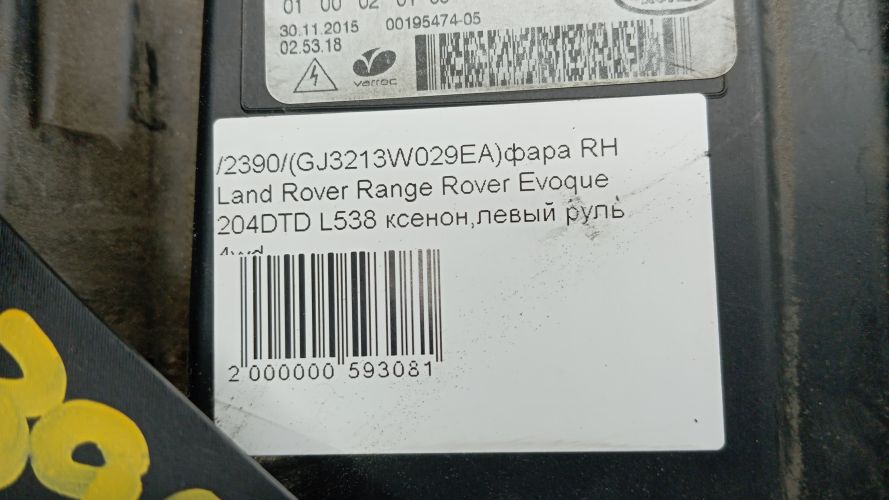 30.11.2015 00195474-05
02.53.18
varroc
/2390/(GJ3213W029EA)фара RH
Land Rover Range Rover Evoque
204DTD L538 ксенон,левый руль
2 000000 593081